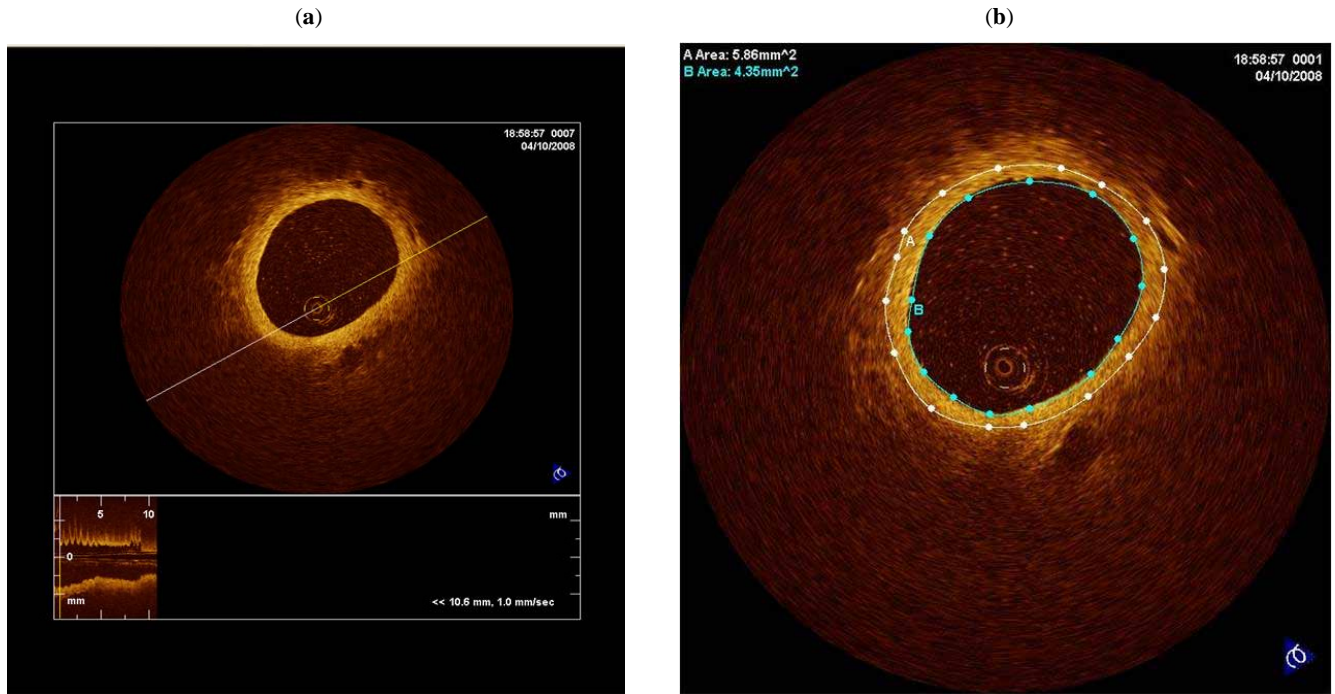 (a)
18:58:57 0007
04/10/2008
5 10
mm
0
mm
<< 10.6 mm, 1.0 mm/sec
(b)
A Area: 5.86mm^2
B Area: 4.35mm^2
18:58:57 0001
04/10/2008
A
B